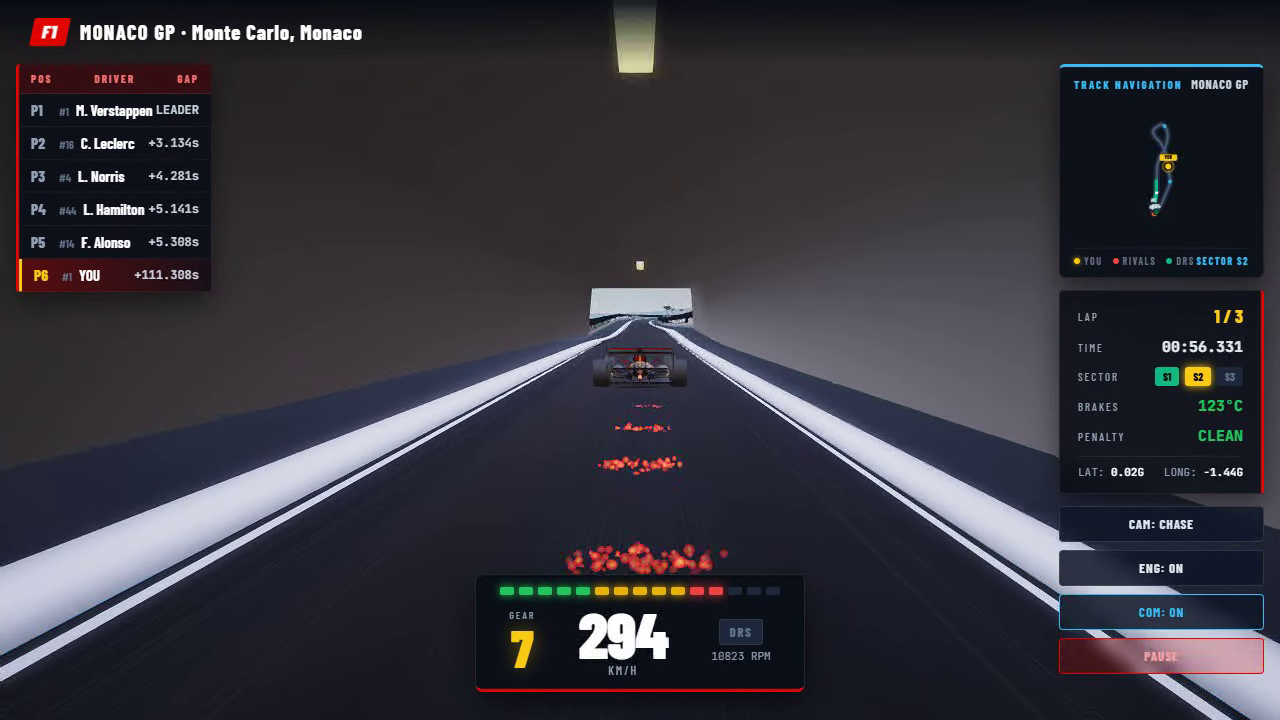 F1 MONACO GP · Monte Carlo, Monaco
POS DRIVER GAP
P1 #1 M. Verstappen LEADER
P2 #16 C. Leclerc +3.134s
P3 #4 L. Norris +4.281s
P4 #44 L. Hamilton +5.141s
P5 #14 F. Alonso +5.308s
P6 #1 YOU +111.308s
TRACK NAVIGATION MONACO GP
YOU
YOU RIVALS DRS SECTOR S2
LAP 1/3
TIME 00:56.331
SECTOR S1 S2 S3
BRAKES 123°C
PENALTY CLEAN
LAT: 0.02G LONG: -1.44G
CAM: CHASE
ENG: ON
COM: ON
PAUSE
GEAR
7
294
KM/H
DRS
10823 RPM